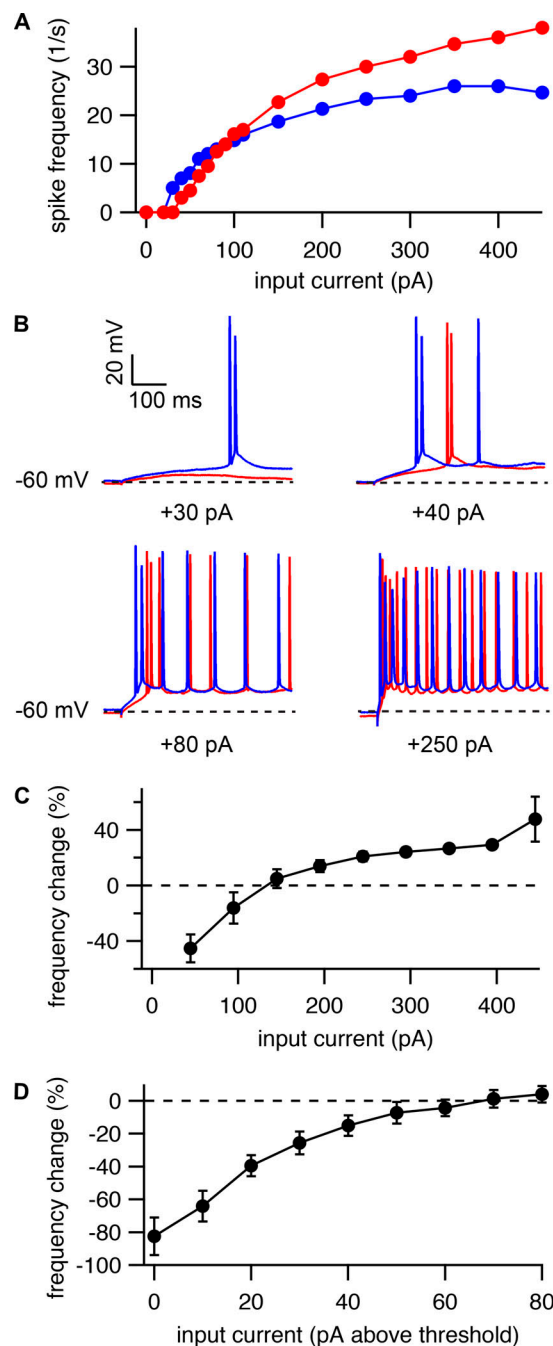 A
spike frequency (1/s)
30
20
10
0
0 100 200 300 400
input current (pA)
B
20 mV
100 ms
-60 mV
+30 pA +40 pA
-60 mV
+80 pA +250 pA
C
frequency change (%)
40
0
-40
0 100 200 300 400
input current (pA)
D
frequency change (%)
0
-20
-40
-60
-80
-100
0 20 40 60 80
input current (pA above threshold)